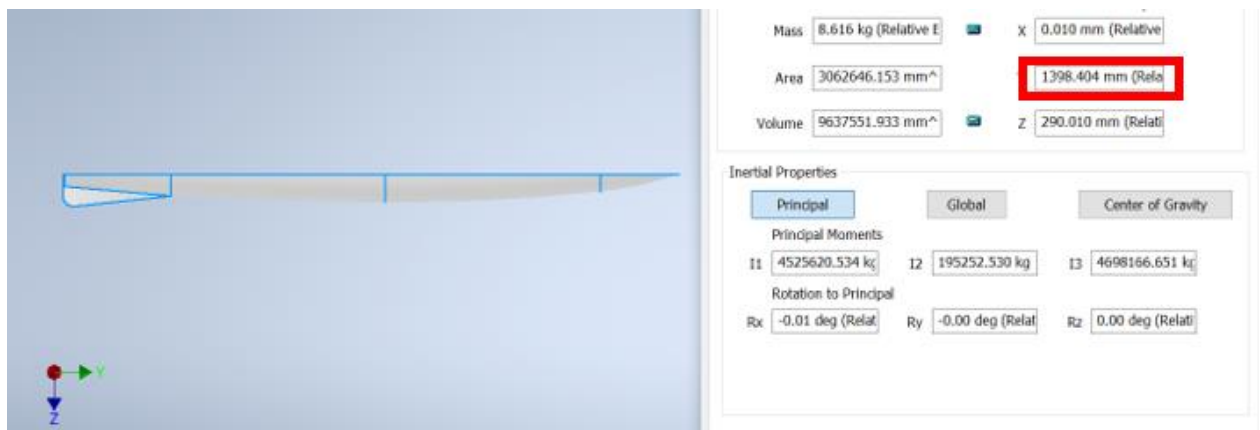 Mass 8.616 kg (Relative E X 0.010 mm (Relative
Area 3062646.153 mm^ 1398.404 mm (Rela
Volume 9637551.933 mm^ Z 290.010 mm (Relati
Inertial Properties
Principal Global Center of Gravity
Principal Moments
I1 4525620.534 kg I2 195252.530 kg I3 4698166.651 kg
Rotation to Principal
Rx -0.01 deg (Relat Ry -0.00 deg (Relat Rz 0.00 deg (Relati
Y
Z